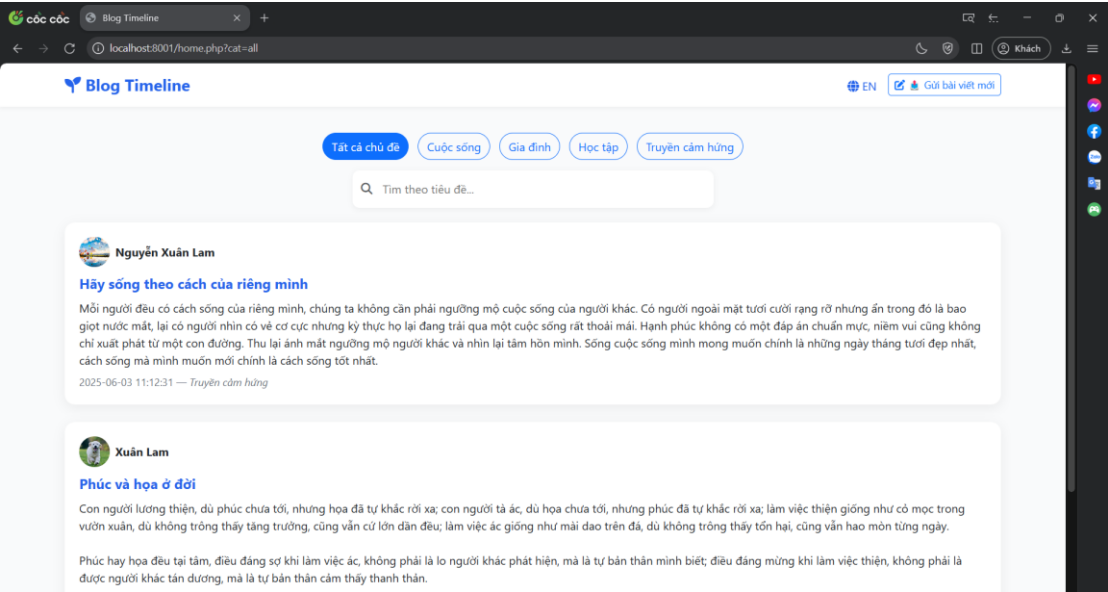 cốc cốc
Blog Timeline
localhost:8001/home.php?cat=all
Khách
Blog Timeline
EN
Gửi bài viết mới
Tất cả chủ đề
Cuộc sống
Gia đình
Học tập
Truyền cảm hứng
Tìm theo tiêu đề...
Nguyễn Xuân Lam
Hãy sống theo cách của riêng mình
Mỗi người đều có cách sống của riêng mình, chúng ta không cần phải ngưỡng mộ cuộc sống của người khác. Có người ngoài mặt tươi cười rạng rỡ nhưng ẩn trong đó là bao
giọt nước mắt, lại có người nhìn có vẻ cơ cực nhưng kỳ thực họ lại đang trải qua một cuộc sống rất thoải mái. Hạnh phúc không có một đáp án chuẩn mực, niềm vui cũng không
chỉ xuất phát từ một con đường. Thu lại ánh mắt ngưỡng mộ người khác và nhìn lại tâm hồn mình. Sống cuộc sống mình mong muốn chính là những ngày tháng tươi đẹp nhất,
cách sống mà mình muốn mới chính là cách sống tốt nhất.
2025-06-03 11:12:31 — Truyền cảm hứng
Xuân Lam
Phúc và họa ở đời
Con người lương thiện, dù phúc chưa tới, nhưng họa đã tự khắc rời xa; con người tà ác, dù họa chưa tới, nhưng phúc đã tự khắc rời xa; làm việc thiện giống như cỏ mọc trong
vườn xuân, dù không trông thấy tăng trưởng, cũng vẫn cứ lớn dần đều; làm việc ác giống như mài dao trên đá, dù không trông thấy tổn hại, cũng vẫn hao mòn từng ngày.
Phúc hay họa đều tại tâm, điều đáng sợ khi làm việc ác, không phải là lo người khác phát hiện, mà là tự bản thân mình biết; điều đáng mừng khi làm việc thiện, không phải là
được người khác tán dương, mà là tự bản thân cảm thấy thanh thản.